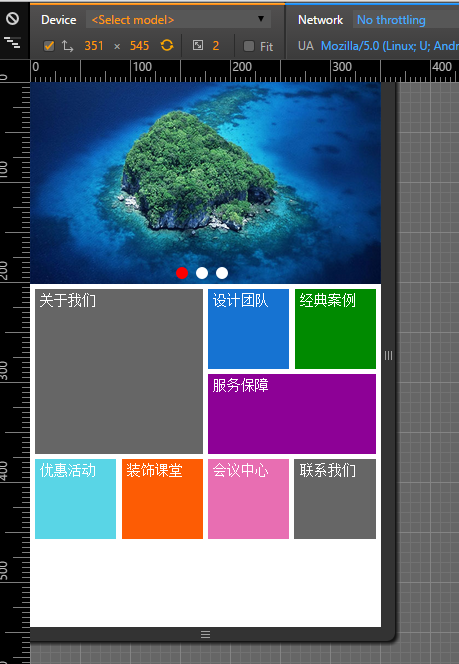 Device <Select model> Network No throttling
351 × 545 2 Fit UA Mozilla/5.0 (Linux; U; Andr
0 100 200 300 400
0
100
200
300
400
500
关于我们 设计团队 经典案例
服务保障
优惠活动 装饰课堂 会议中心 联系我们